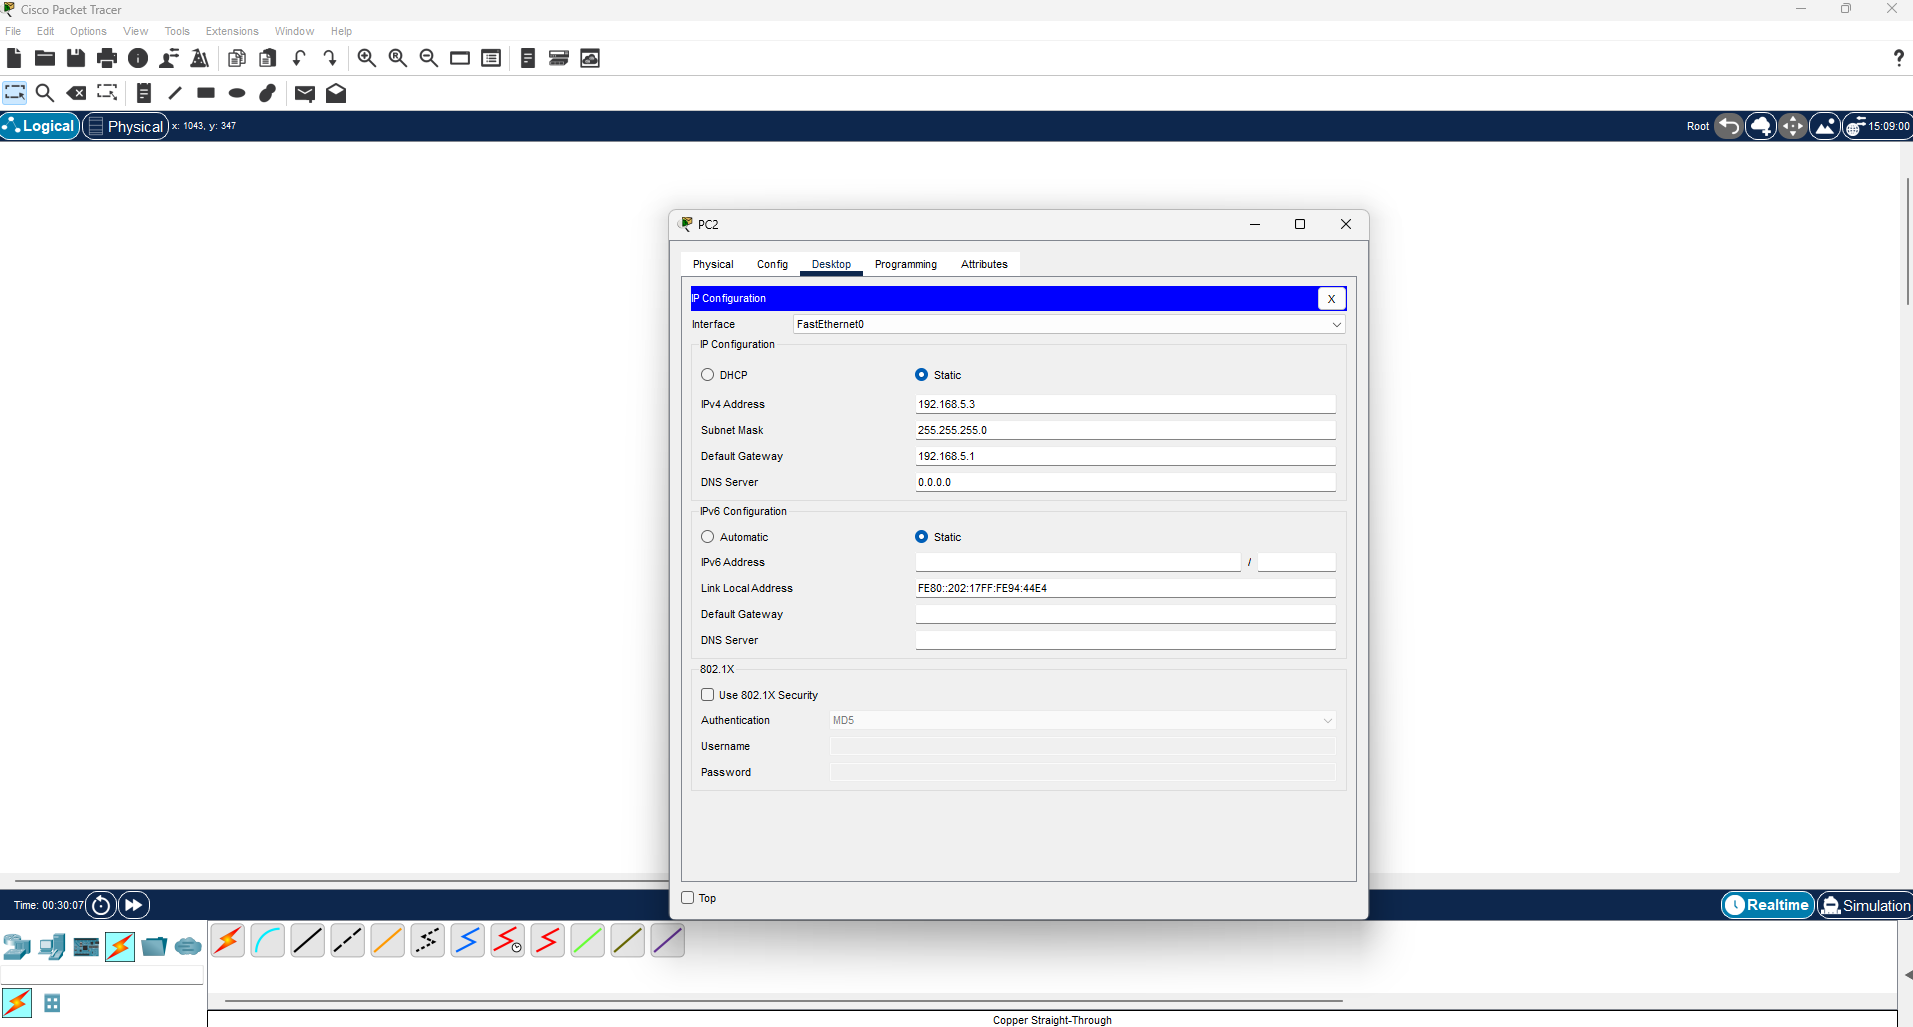 Cisco Packet Tracer
File Edit Options View Tools Extensions Window Help
Logical Physical x: 1043, y: 347 Root 15:09:00
PC2
Physical Config Desktop Programming Attributes
IP Configuration X
Interface FastEthernet0
IP Configuration
DHCP Static
IPv4 Address 192.168.5.3
Subnet Mask 255.255.255.0
Default Gateway 192.168.5.1
DNS Server 0.0.0.0
IPv6 Configuration
Automatic Static
IPv6 Address /
Link Local Address FE80::202:17FF:FE94:44E4
Default Gateway
DNS Server
802.1X
Use 802.1X Security
Authentication MD5
Username
Password
Top
Time: 00:30:07 Realtime Simulation
Copper Straight-Through